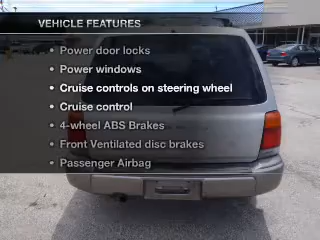 VEHICLE FEATURES
• Power door locks
• Power windows
• Cruise controls on steering wheel
• Cruise control
• 4-wheel ABS Brakes
• Front Ventilated disc brakes
• Passenger Airbag